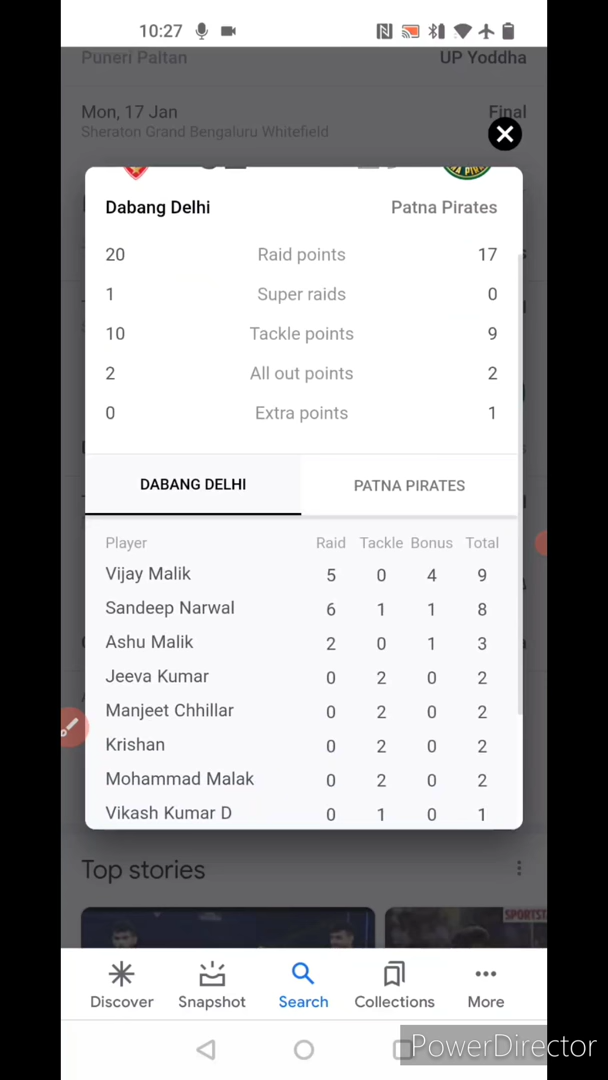 10:27
Puneri Paltan UP Yoddha
Mon, 17 Jan Final
Sheraton Grand Bengaluru Whitefield
Dabang Delhi Patna Pirates
20 Raid points 17
1 Super raids 0
10 Tackle points 9
2 All out points 2
0 Extra points 1
DABANG DELHI PATNA PIRATES
Player Raid Tackle Bonus Total
Vijay Malik 5 0 4 9
Sandeep Narwal 6 1 1 8
Ashu Malik 2 0 1 3
Jeeva Kumar 0 2 0 2
Manjeet Chhillar 0 2 0 2
Krishan 0 2 0 2
Mohammad Malak 0 2 0 2
Vikash Kumar D 0 1 0 1
Top stories
SPORTST
Discover Snapshot Search Collections More
PowerDirector